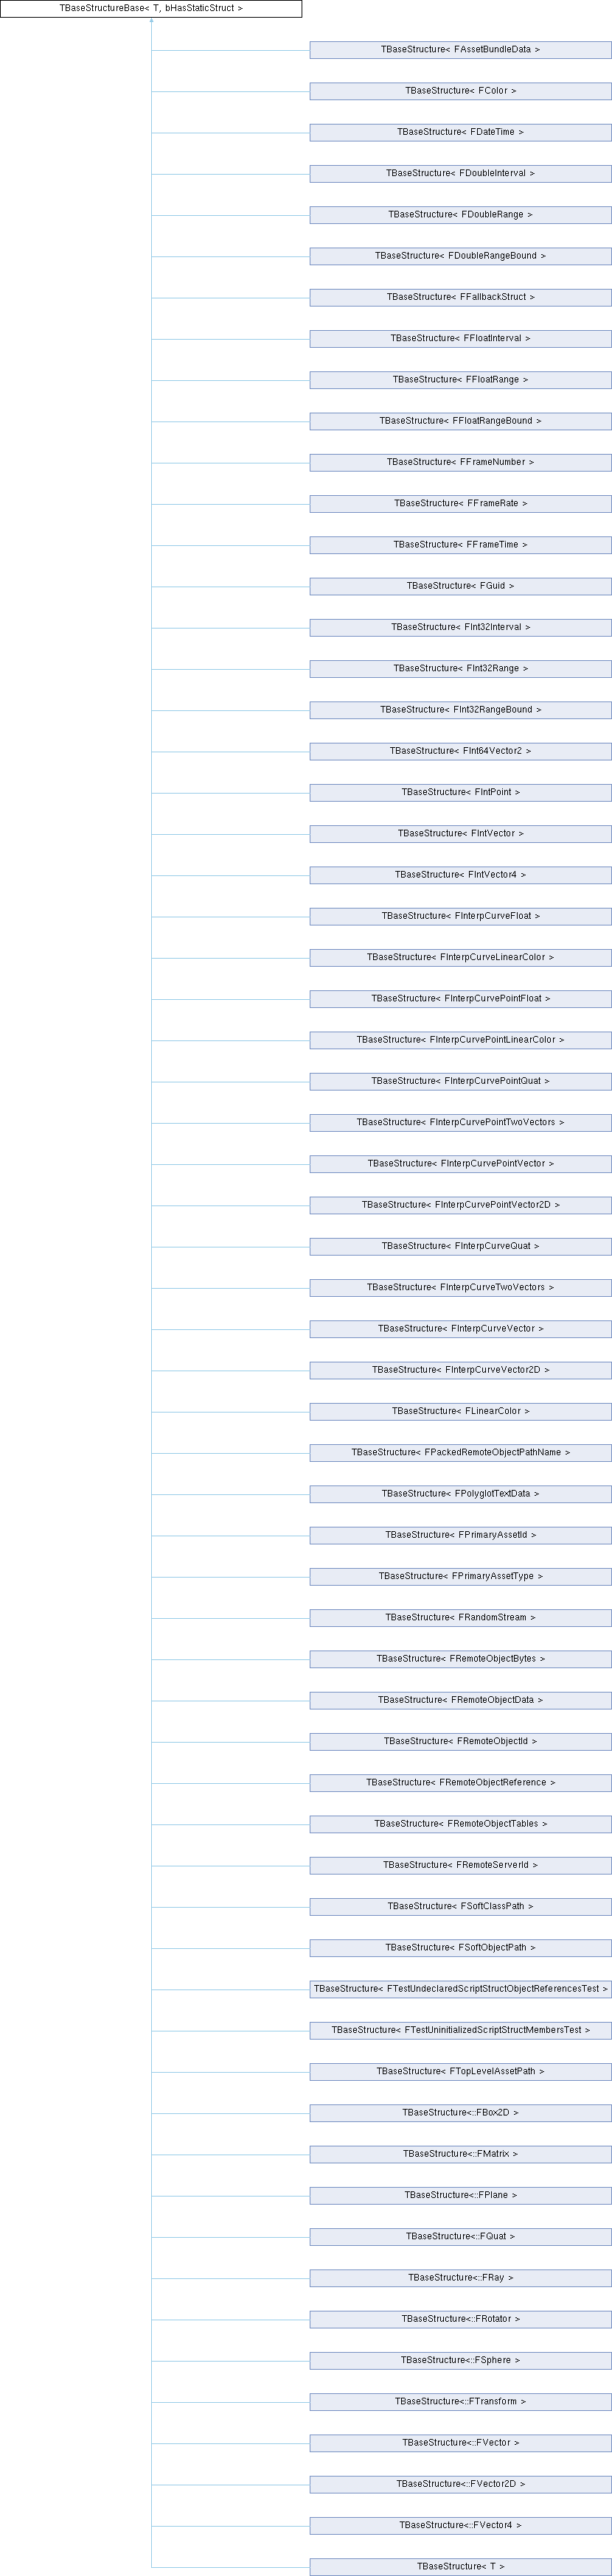 TBaseStructureBase< T, bHasStaticStruct >
TBaseStructure< FAssetBundleData >
TBaseStructure< FColor >
TBaseStructure< FDateTime >
TBaseStructure< FDoubleInterval >
TBaseStructure< FDoubleRange >
TBaseStructure< FDoubleRangeBound >
TBaseStructure< FFallbackStruct >
TBaseStructure< FFloatInterval >
TBaseStructure< FFloatRange >
TBaseStructure< FFloatRangeBound >
TBaseStructure< FFrameNumber >
TBaseStructure< FFrameRate >
TBaseStructure< FFrameTime >
TBaseStructure< FGuid >
TBaseStructure< FInt32Interval >
TBaseStructure< FInt32Range >
TBaseStructure< FInt32RangeBound >
TBaseStructure< FInt64Vector2 >
TBaseStructure< FIntPoint >
TBaseStructure< FIntVector >
TBaseStructure< FIntVector4 >
TBaseStructure< FInterpCurveFloat >
TBaseStructure< FInterpCurveLinearColor >
TBaseStructure< FInterpCurvePointFloat >
TBaseStructure< FInterpCurvePointLinearColor >
TBaseStructure< FInterpCurvePointQuat >
TBaseStructure< FInterpCurvePointTwoVectors >
TBaseStructure< FInterpCurvePointVector >
TBaseStructure< FInterpCurvePointVector2D >
TBaseStructure< FInterpCurveQuat >
TBaseStructure< FInterpCurveTwoVectors >
TBaseStructure< FInterpCurveVector >
TBaseStructure< FInterpCurveVector2D >
TBaseStructure< FLinearColor >
TBaseStructure< FPackedRemoteObjectPathName >
TBaseStructure< FPolyglotTextData >
TBaseStructure< FPrimaryAssetId >
TBaseStructure< FPrimaryAssetType >
TBaseStructure< FRandomStream >
TBaseStructure< FRemoteObjectBytes >
TBaseStructure< FRemoteObjectData >
TBaseStructure< FRemoteObjectId >
TBaseStructure< FRemoteObjectReference >
TBaseStructure< FRemoteObjectTables >
TBaseStructure< FRemoteServerId >
TBaseStructure< FSoftClassPath >
TBaseStructure< FSoftObjectPath >
TBaseStructure< FTestUndeclaredScriptStructObjectReferencesTest >
TBaseStructure< FTestUninitializedScriptStructMembersTest >
TBaseStructure< FTopLevelAssetPath >
TBaseStructure<::FBox2D >
TBaseStructure<::FMatrix >
TBaseStructure<::FPlane >
TBaseStructure<::FQuat >
TBaseStructure<::FRay >
TBaseStructure<::FRotator >
TBaseStructure<::FSphere >
TBaseStructure<::FTransform >
TBaseStructure<::FVector >
TBaseStructure<::FVector2D >
TBaseStructure<::FVector4 >
TBaseStructure< T >